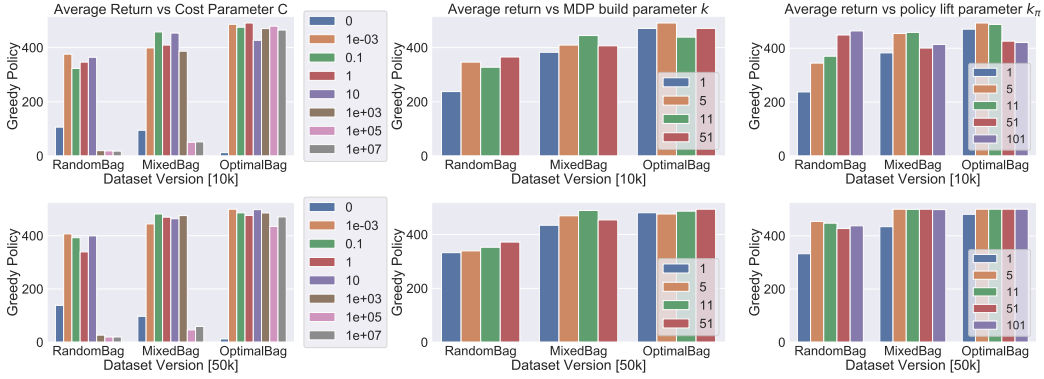 Average Return vs Cost Parameter C
Greedy Policy
400
200
0
RandomBag MixedBag OptimalBag
Dataset Version [10k]
0
1e-03
0.1
1
10
1e+03
1e+05
1e+07
Average return vs MDP build parameter k
Greedy Policy
400
200
0
RandomBag MixedBag OptimalBag
Dataset Version [10k]
1
5
11
51
Average return vs policy lift parameter kπ
Greedy Policy
400
200
0
RandomBag MixedBag OptimalBag
Dataset Version [10k]
1
5
11
51
101
Greedy Policy
400
200
0
RandomBag MixedBag OptimalBag
Dataset Version [50k]
0
1e-03
0.1
1
10
1e+03
1e+05
1e+07
Greedy Policy
400
200
0
RandomBag MixedBag OptimalBag
Dataset Version [50k]
1
5
11
51
Greedy Policy
400
200
0
RandomBag MixedBag OptimalBag
Dataset Version [50k]
1
5
11
51
101